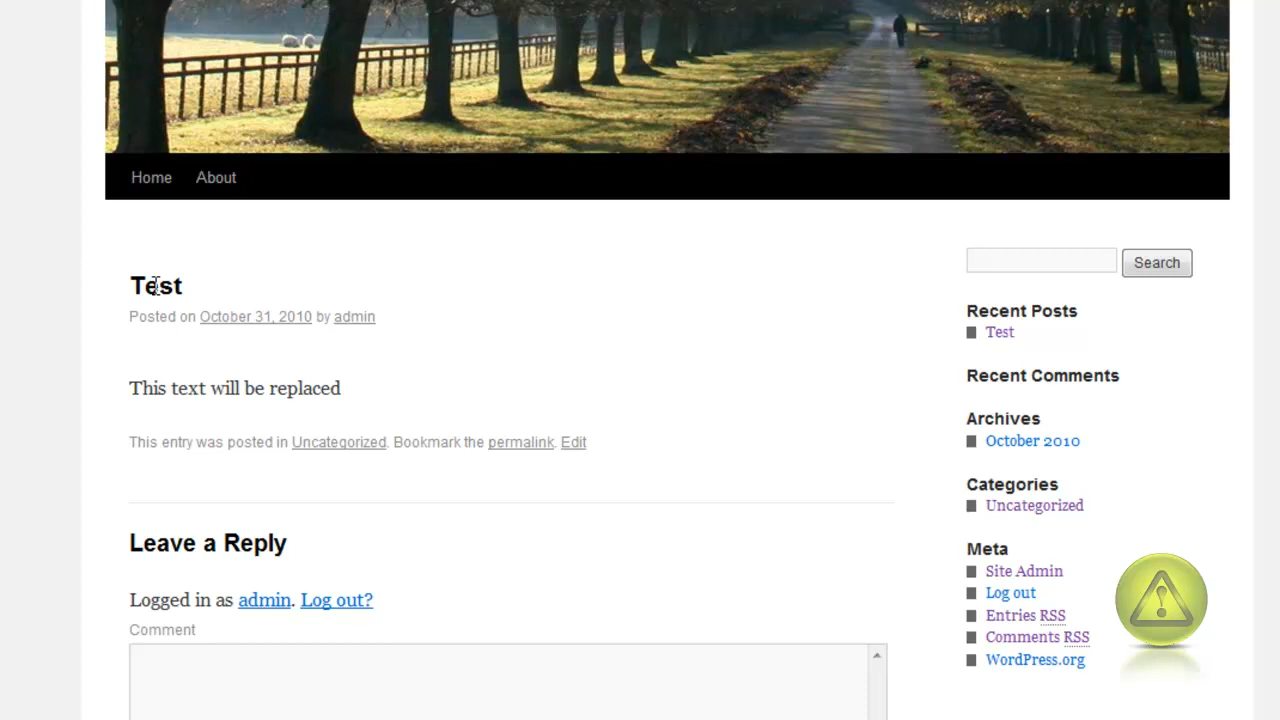 Home About
Test
Posted on October 31, 2010 by admin
This text will be replaced
This entry was posted in Uncategorized. Bookmark the permalink. Edit
Leave a Reply
Logged in as admin. Log out?
Comment
Search
Recent Posts
Test
Recent Comments
Archives
October 2010
Categories
Uncategorized
Meta
Site Admin
Log out
Entries RSS
Comments RSS
WordPress.org